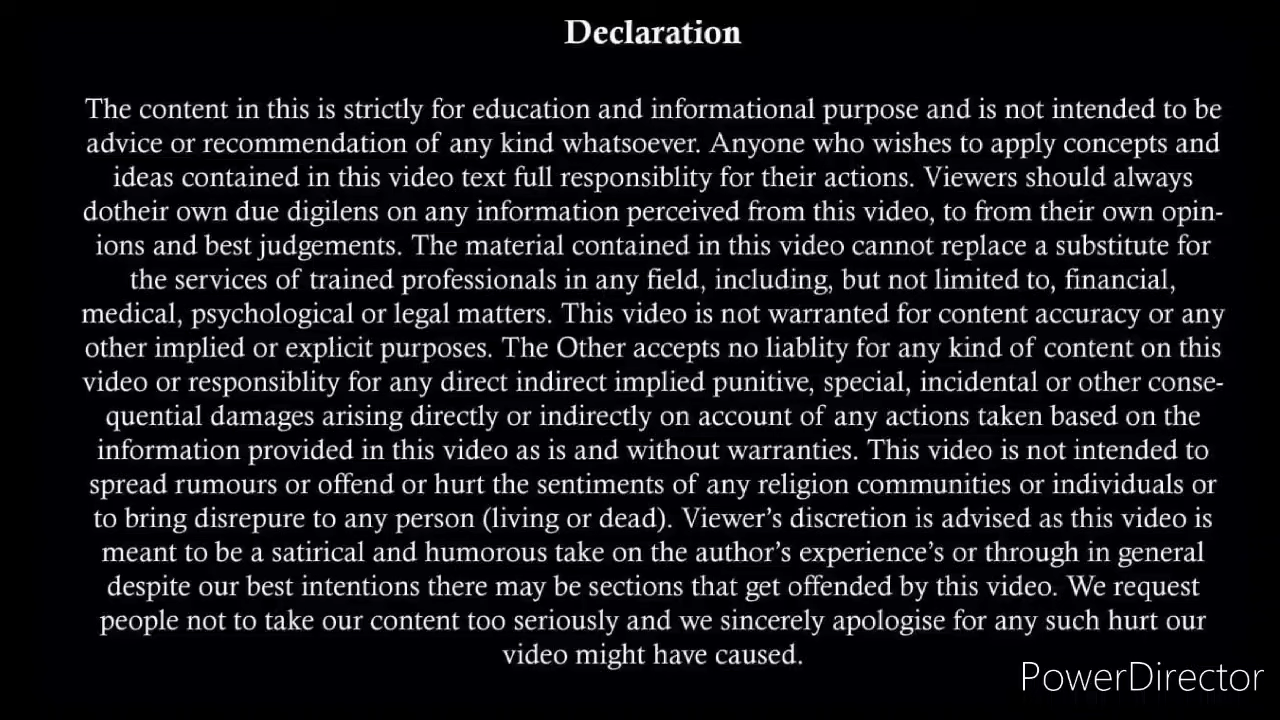 Declaration
The content in this is strictly for education and informational purpose and is not intended to be
advice or recommendation of any kind whatsoever. Anyone who wishes to apply concepts and
ideas contained in this video text full responsiblity for their actions. Viewers should always
dotheir own due digilens on any information perceived from this video, to from their own opin-
ions and best judgements. The material contained in this video cannot replace a substitute for
the services of trained professionals in any field, including, but not limited to, financial,
medical, psychological or legal matters. This video is not warranted for content accuracy or any
other implied or explicit purposes. The Other accepts no liablity for any kind of content on this
video or responsiblity for any direct indirect implied punitive, special, incidental or other conse-
quential damages arising directly or indirectly on account of any actions taken based on the
information provided in this video as is and without warranties. This video is not intended to
spread rumours or offend or hurt the sentiments of any religion communities or individuals or
to bring disrepure to any person (living or dead). Viewer's discretion is advised as this video is
meant to be a satirical and humorous take on the author's experience's or through in general
despite our best intentions there may be sections that get offended by this video. We request
people not to take our content too seriously and we sincerely apologise for any such hurt our
video might have caused.
PowerDirector